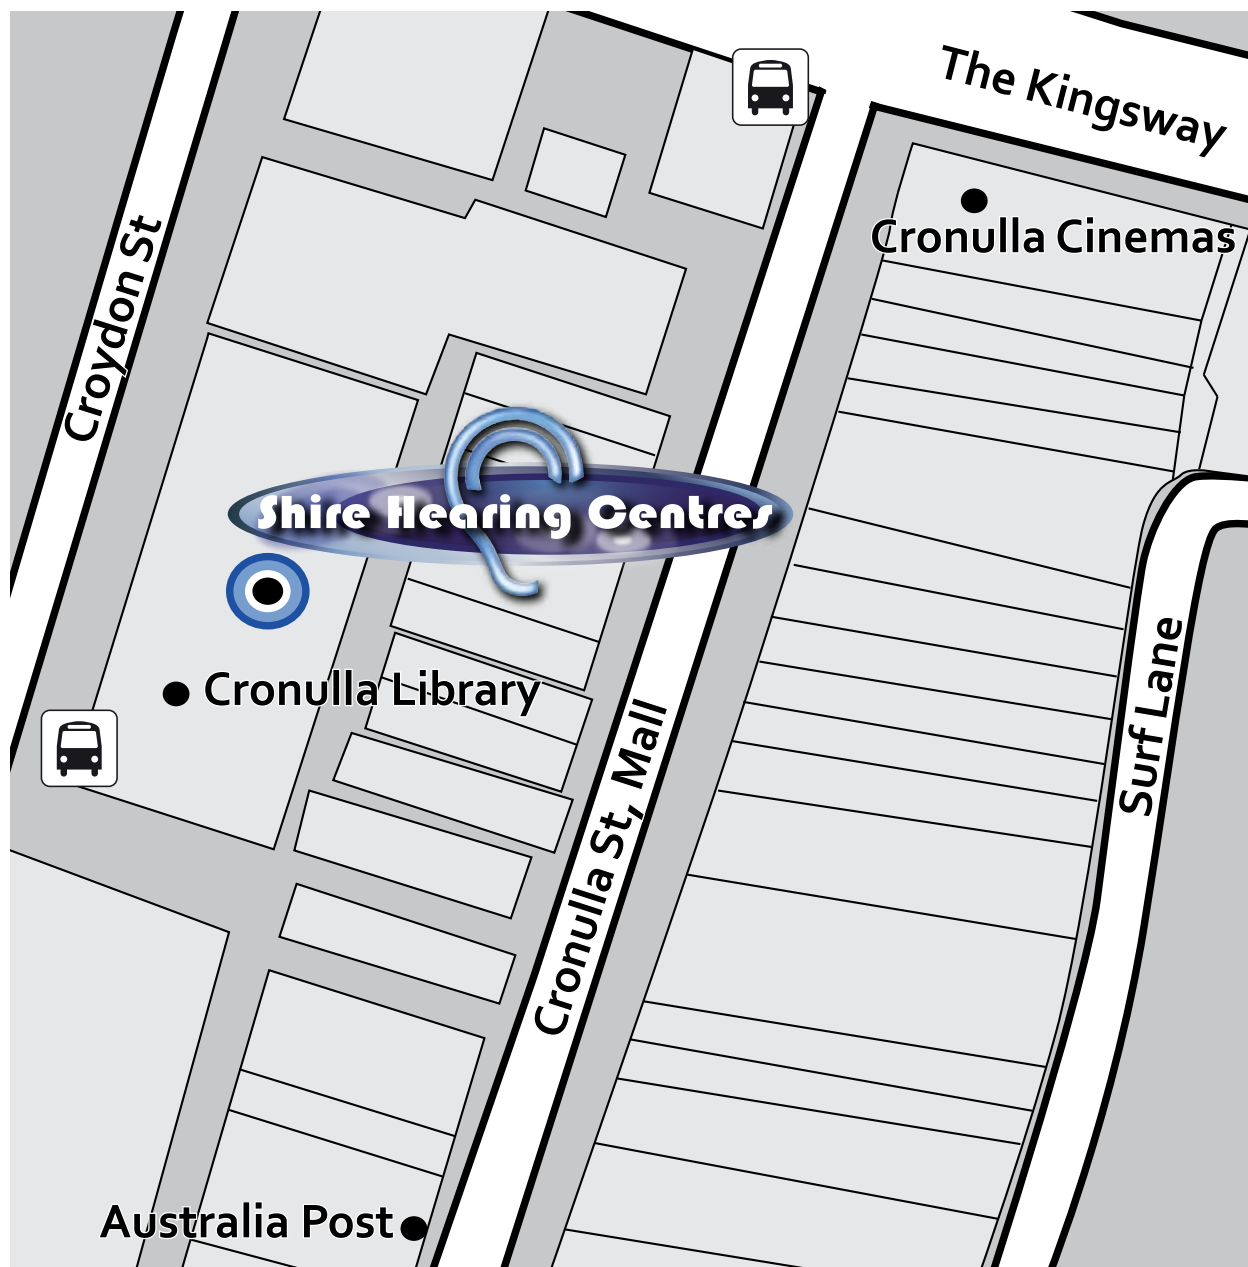 The Kingsway
Cronulla Cinemas
Croydon St
Shire Hearing Centres
Cronulla Library
Surf Lane
Cronulla St, Mall
Australia Post